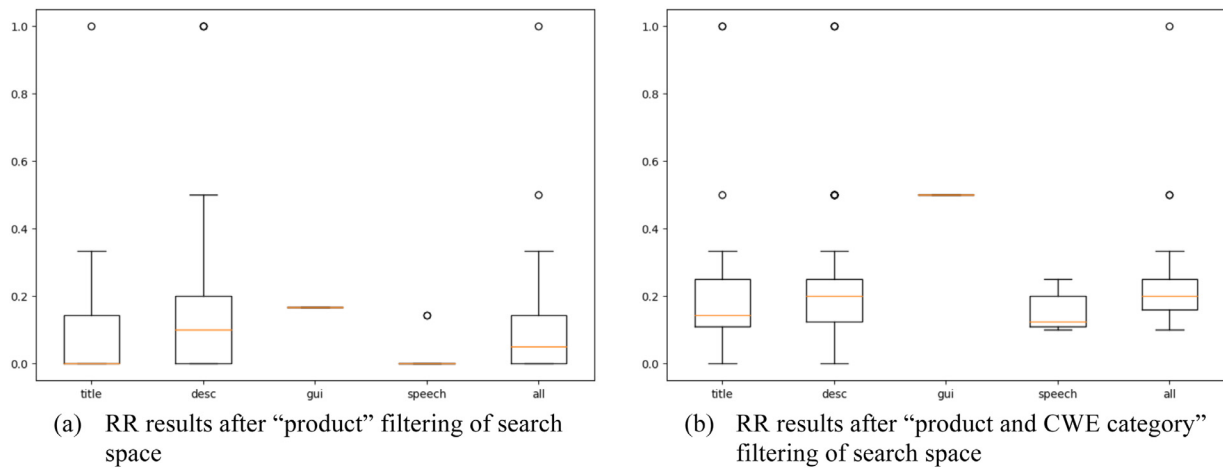 1.0
0.8
0.6
0.4
0.2
0.0
title desc gui speech all
(a) RR results after “product” filtering of search
space
1.0
0.8
0.6
0.4
0.2
0.0
title desc gui speech all
(b) RR results after “product and CWE category”
filtering of search space